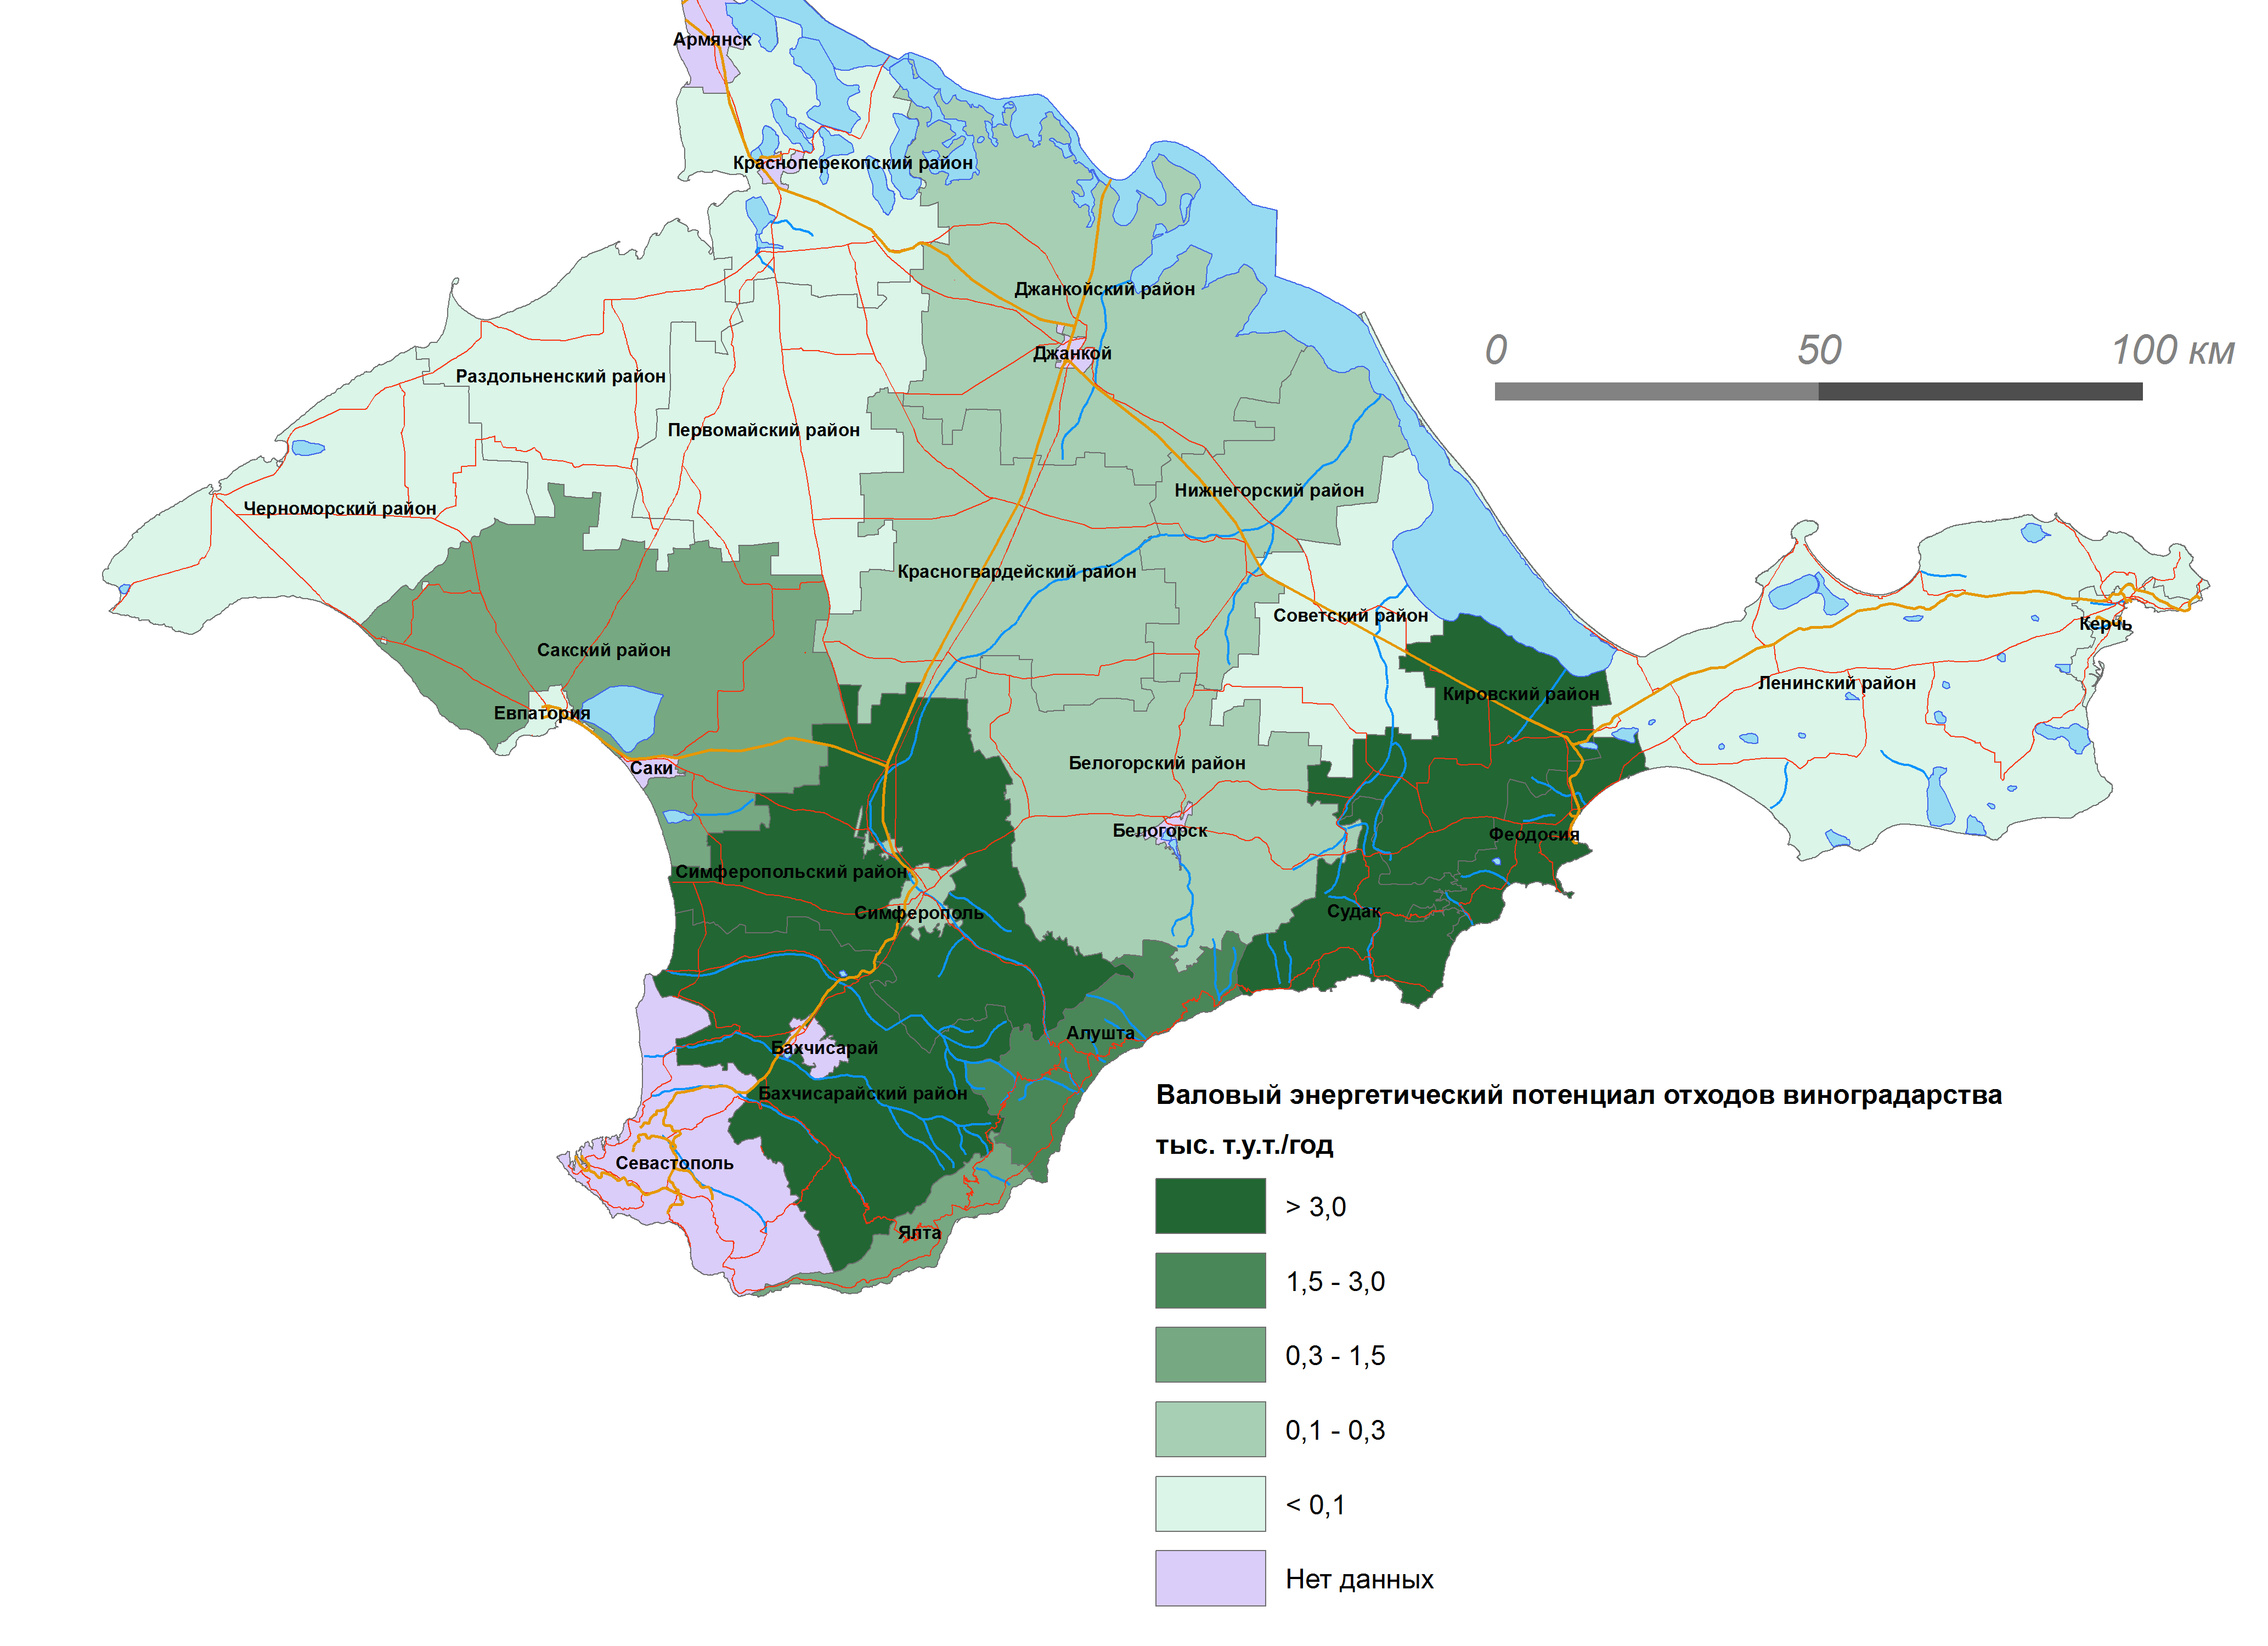 Армянск
Красноперекопский район
Джанкойский район
0
50
100 км
Джанкой
Раздольненский район
Первомайский район
Нижнегорский район
Черноморский район
Красногвардейский район
Советский район
Керчь
Сакский район
Ленинский район
Кировский район
Евпатория
Белогорский район
Саки
Белогорск
Феодосия
Симферопольский район
Судак
Симферополь
Алушта
Бахчисарай
Бахчисарайский район
Севастополь
Ялта
Валовый энергетический потенциал отходов виноградарства
тыс. т.у.т./год
> 3,0
1,5 - 3,0
0,3 - 1,5
0,1 - 0,3
< 0,1
Нет данных